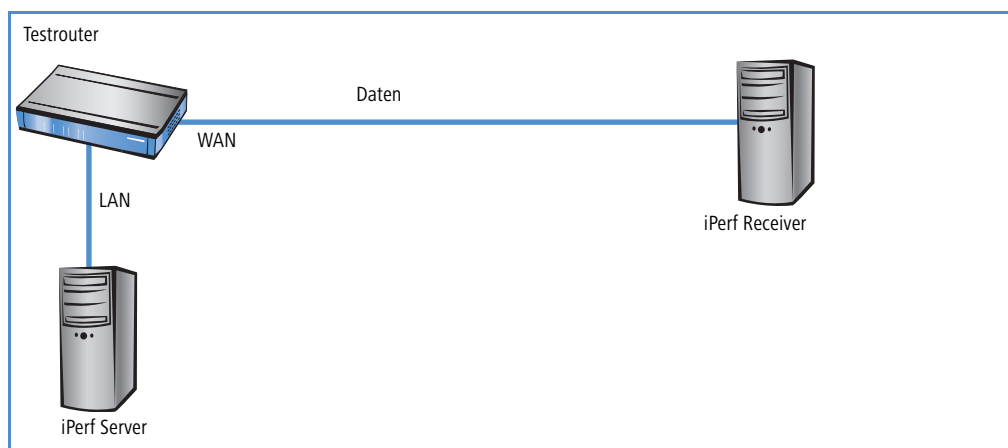 Testrouter
Daten
WAN
LAN
iPerf Receiver
iPerf Server